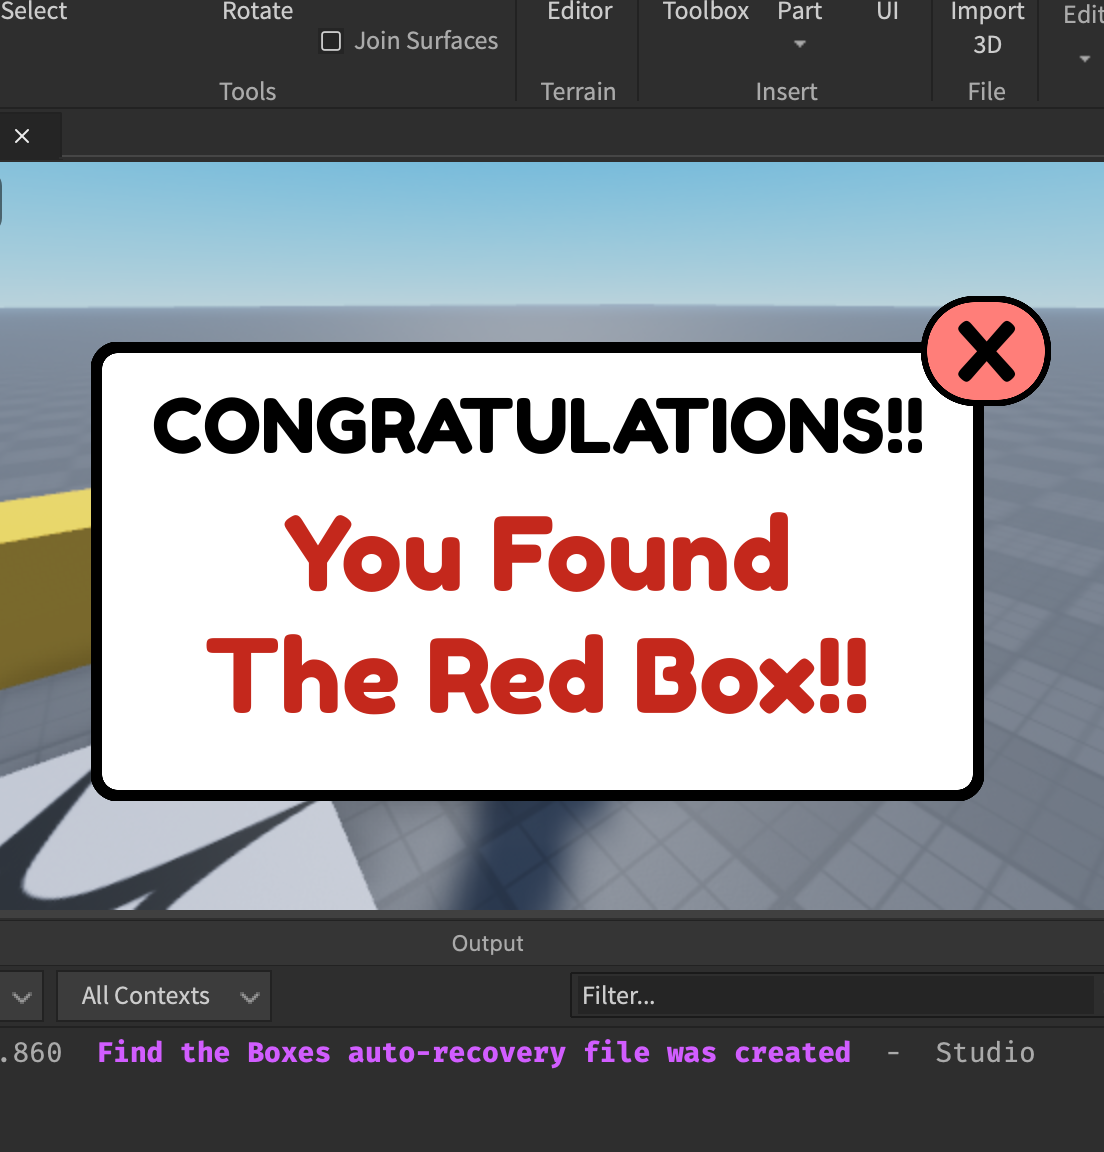 Select Rotate Editor Toolbox Part UI Import Edit
Join Surfaces 3D
Tools Terrain Insert File
CONGRATULATIONS!!
You Found
The Red Box!!
Output
All Contexts Filter...
.860 Find the Boxes auto-recovery file was created - Studio